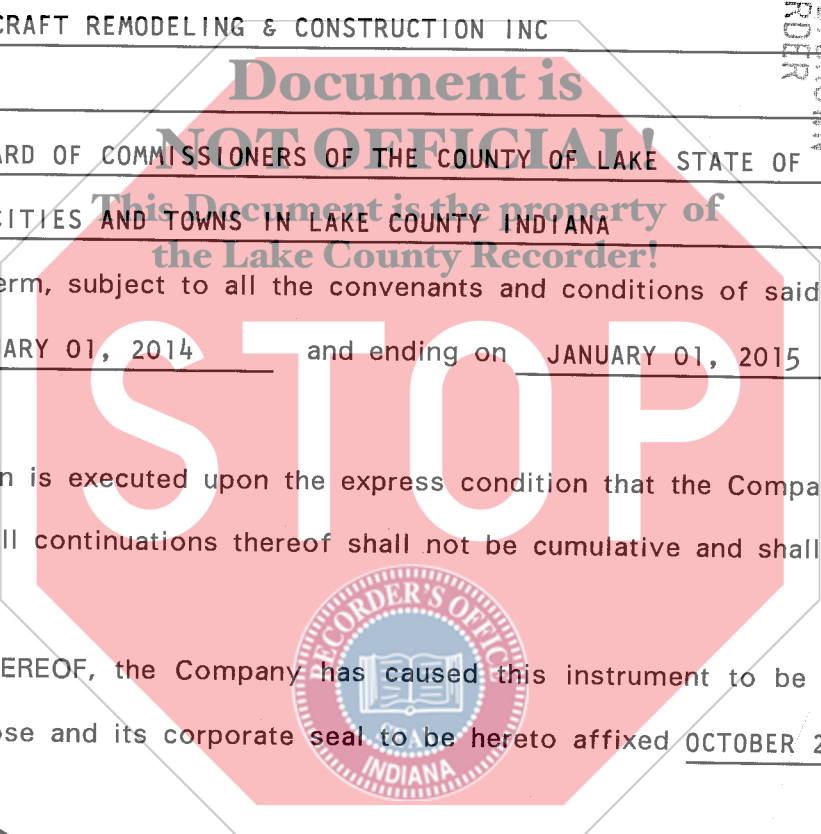 CRAFT REMODELING & CONSTRUCTION INC
RDER
Document is
NOT OFFICIAL!
ARD OF COMMISSIONERS OF THE COUNTY OF LAKE STATE OF
This Document is the property of
CITIES AND TOWNS IN LAKE COUNTY INDIANA
the Lake County Recorder!
erm, subject to all the convenants and conditions of said
ARY 01, 2014 and ending on JANUARY 01, 2015
STOP
n is executed upon the express condition that the Compa
ll continuations thereof shall not be cumulative and shall
RECORDER'S OFFICE
EREOF, the Company has caused this instrument to be
SEAL
ose and its corporate seal to be hereto affixed OCTOBER 2
INDIANA